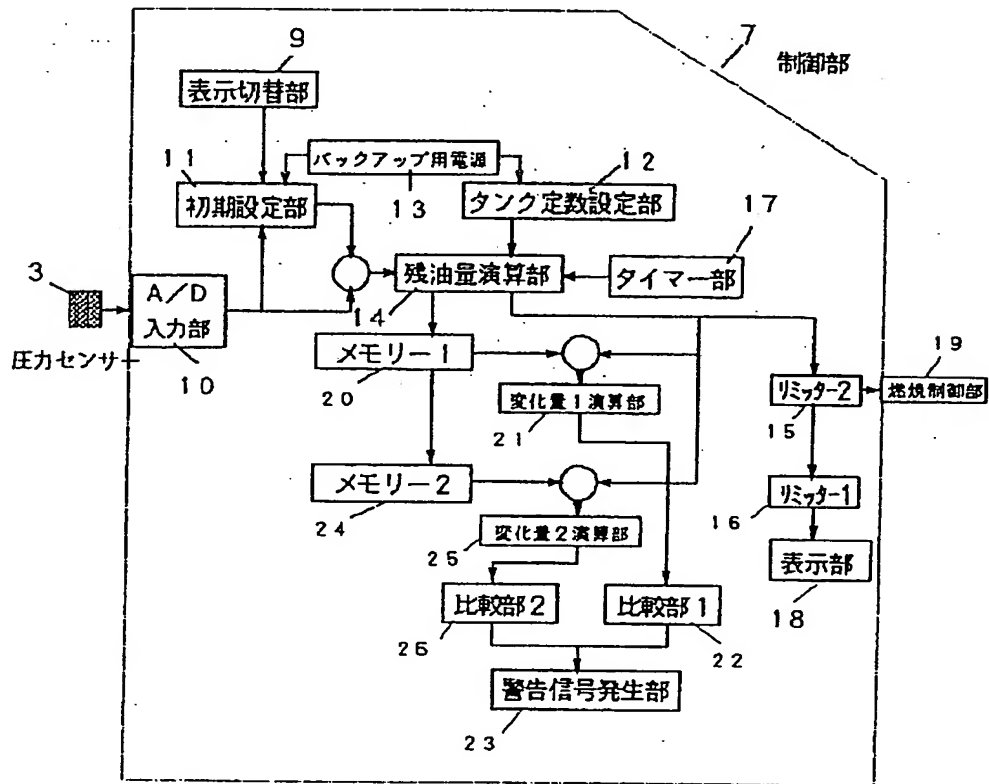 7
制御部
9
表示切替部
11
バックアップ用電源
13
12
初期設定部
タンク定数設定部
17
3
A/D
入力部
残油量演算部
タイマー部
14
圧力センサ
10
メモリー1
20
19
リミッター2
燃規制御部
15
変化量1演算部
21
メモリー2
24
リミッター1
16
変化量2演算部
25
表示部
18
比較部2
26
比較部1
22
警告信号発生部
23